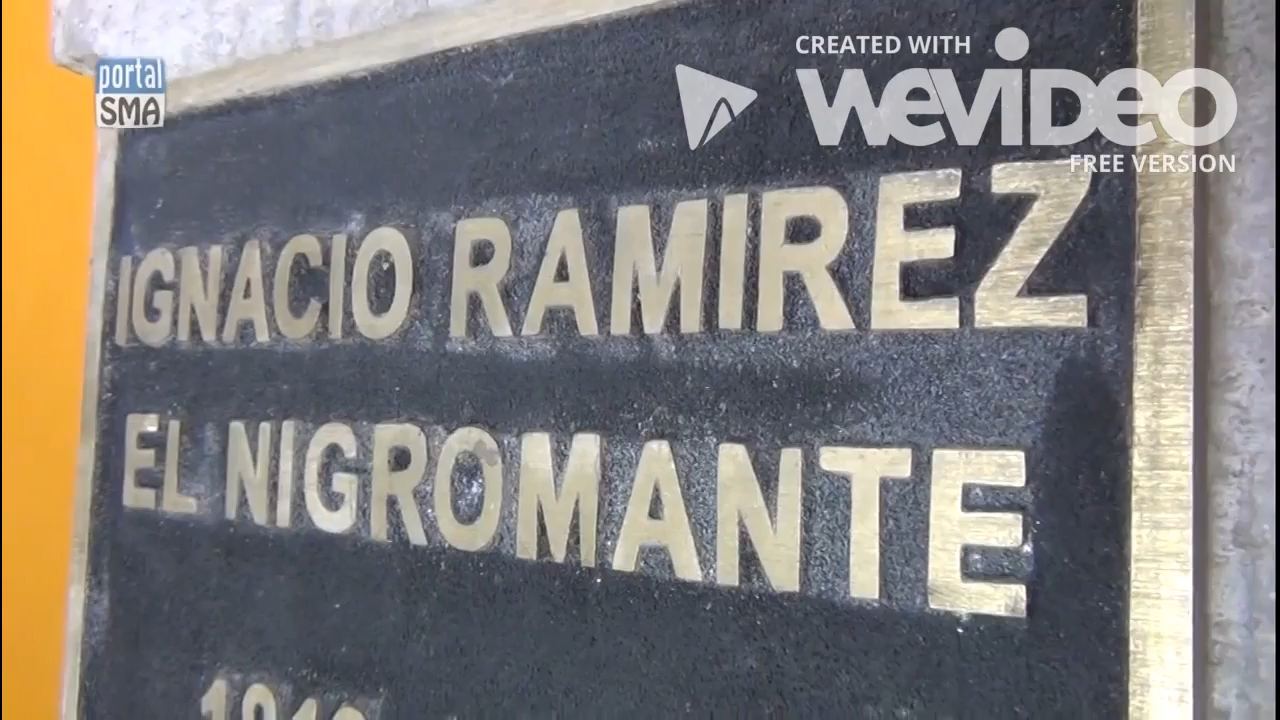 CREATED WITH
WEVIDEO
FREE VERSION
portal
SMA
IGNACIO RAMIREZ
EL NIGROMANTE